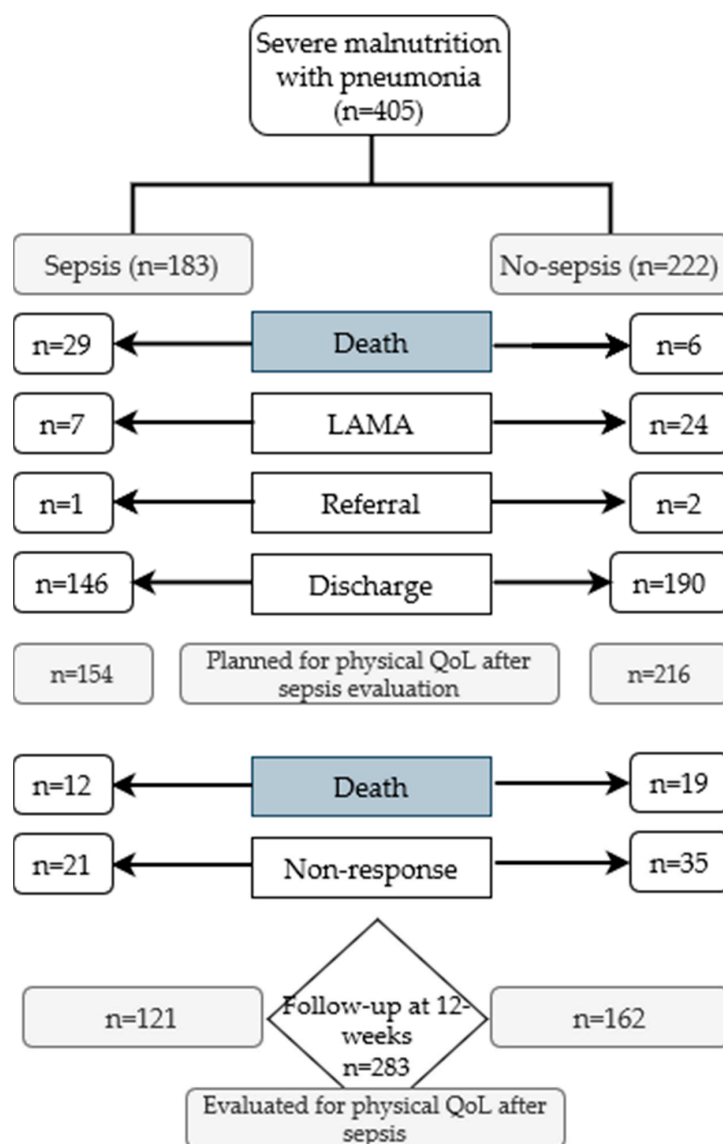 Severe malnutrition
with pneumonia
(n=405)
Sepsis (n=183)
No-sepsis (n=222)
n=29
Death
n=6
n=7
LAMA
n=24
n=1
Referral
n=2
n=146
Discharge
n=190
n=154
Planned for physical QoL after
sepsis evaluation
n=216
n=12
Death
n=19
n=21
Non-response
n=35
n=121
Follow-up at 12-
weeks
n=283
n=162
Evaluated for physical QoL after
sepsis